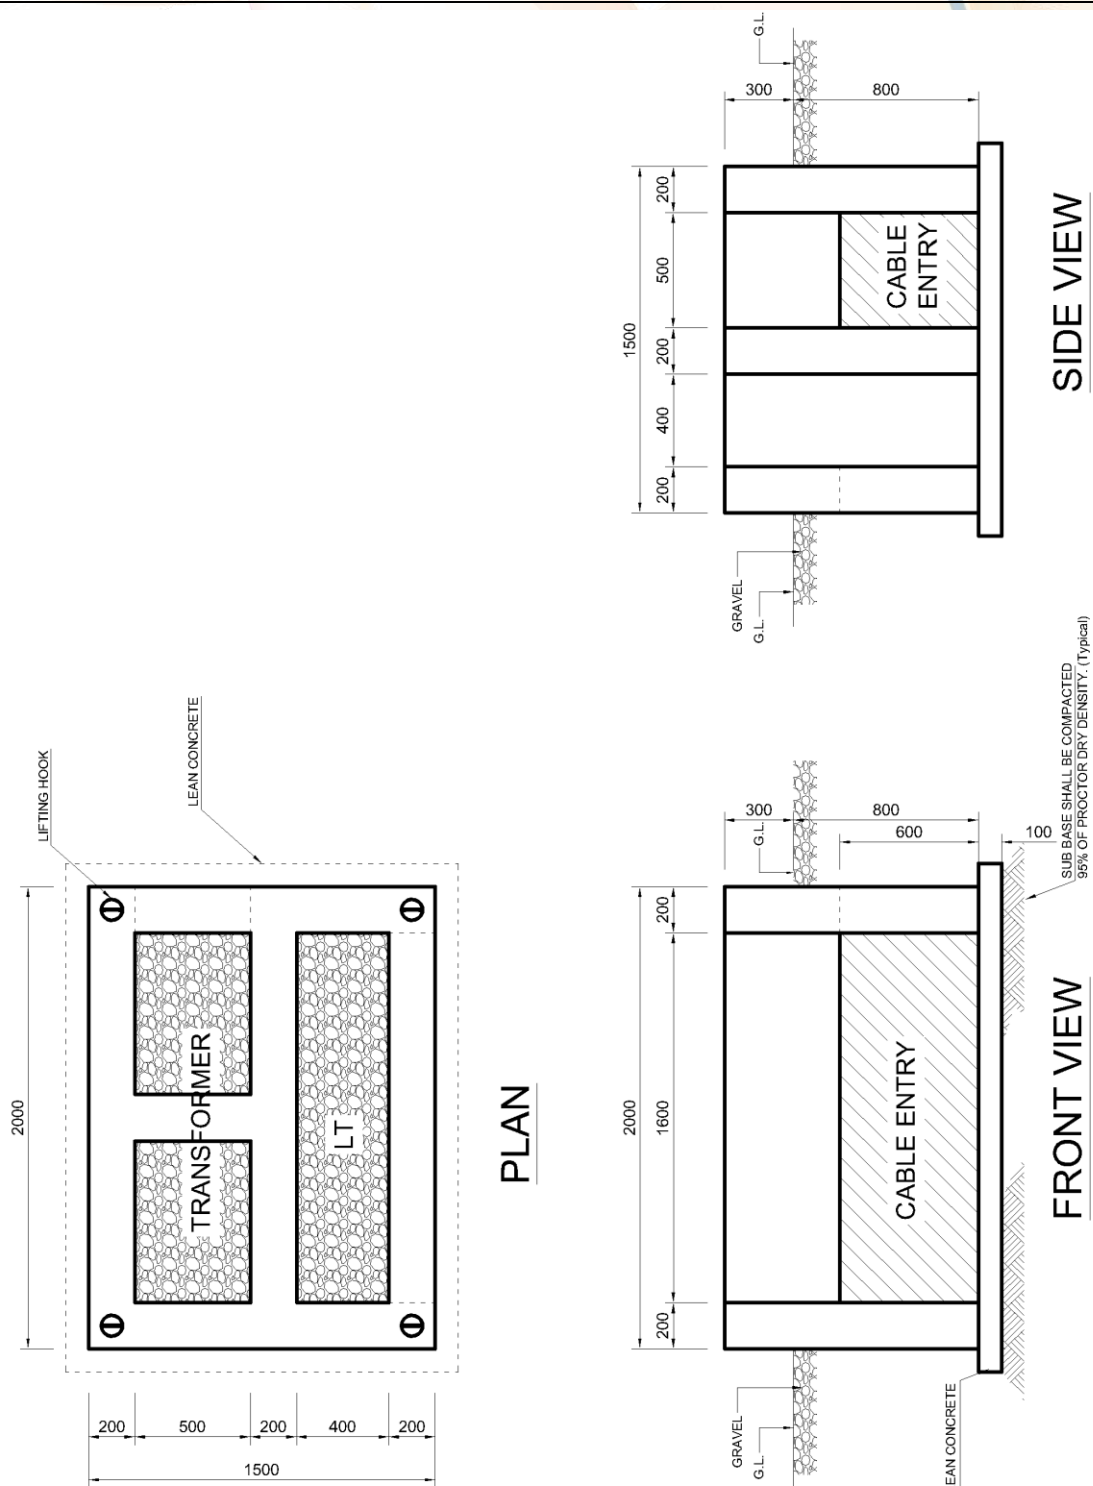 LIFTING HOOK
LEAN CONCRETE
2000
TRANSFORMER
LT
200
500
200
400
200
1500
PLAN
G.L.
300
800
200
500
200
400
200
1500
CABLE
ENTRY
GRAVEL
G.L.
SIDE VIEW
300
800
G.L.
600
100
SUB BASE SHALL BE COMPACTED
95% OF PROCTOR DRY DENSITY. (Typical)
200
1600
200
2000
CABLE ENTRY
GRAVEL
G.L.
EAN CONCRETE
FRONT VIEW